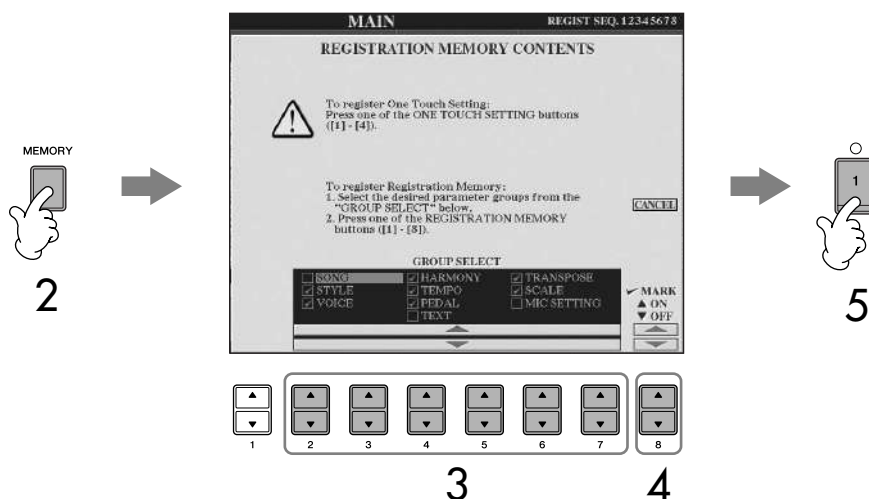 MAIN
REGIST SEQ. 12345678
REGISTRATION MEMORY CONTENTS
To register One Touch Setting:
Press one of the ONE TOUCH SETTING buttons
([1] - [4]).
MEMORY
1
To register Registration Memory:
1. Select the desired parameter groups from the
"GROUP SELECT" below.
2. Press one of the REGISTRATION MEMORY
buttons ([1] - [8]).
CANCEL
GROUP SELECT
SONG HARMONY TRANSPOSE
STYLE TEMPO SCALE
VOICE PEDAL MIC SETTING
TEXT
MARK
▲ ON
▼ OFF
2
5
1 2 3 4 5 6 7 8
3 4